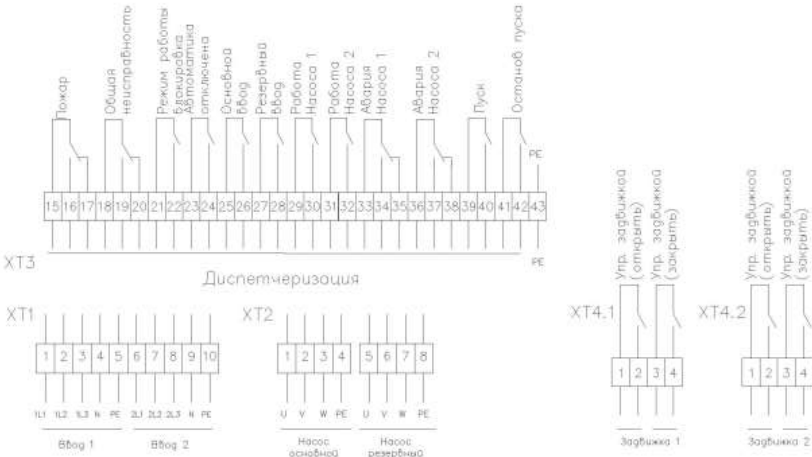 Пожар
Общая
неисправность
Режим работы
Блокировка
Автоматика
отключена
Основной
ввод
Резервный
ввод
Работа
Насоса 1
Работа
Насоса 2
Авария
Насоса 1
Авария
Насоса 2
Пуск
Останов пуска
PE
15 16 17 18 19 20 21 22 23 24 25 26 27 28 29 30 31 32 33 34 35 36 37 38 39 40 41 42 43
XT3
PE
Диспетчеризация
XT1
1 2 3 4 5 6 7 8 9 10
1L1 1L2 1L3 N PE 2L1 2L2 2L3 N PE
Ввод 1
Ввод 2
XT2
1 2 3 4 5 6 7 8
U V W PE U V W PE
Насос
основной
Насос
резервный
XT4.1
Упр. задвижкой
(открыть)
Упр. задвижкой
(закрыть)
1 2 3 4
Задвижка 1
XT4.2
Упр. задвижкой
(открыть)
Упр. задвижкой
(закрыть)
1 2 3 4
Задвижка 2